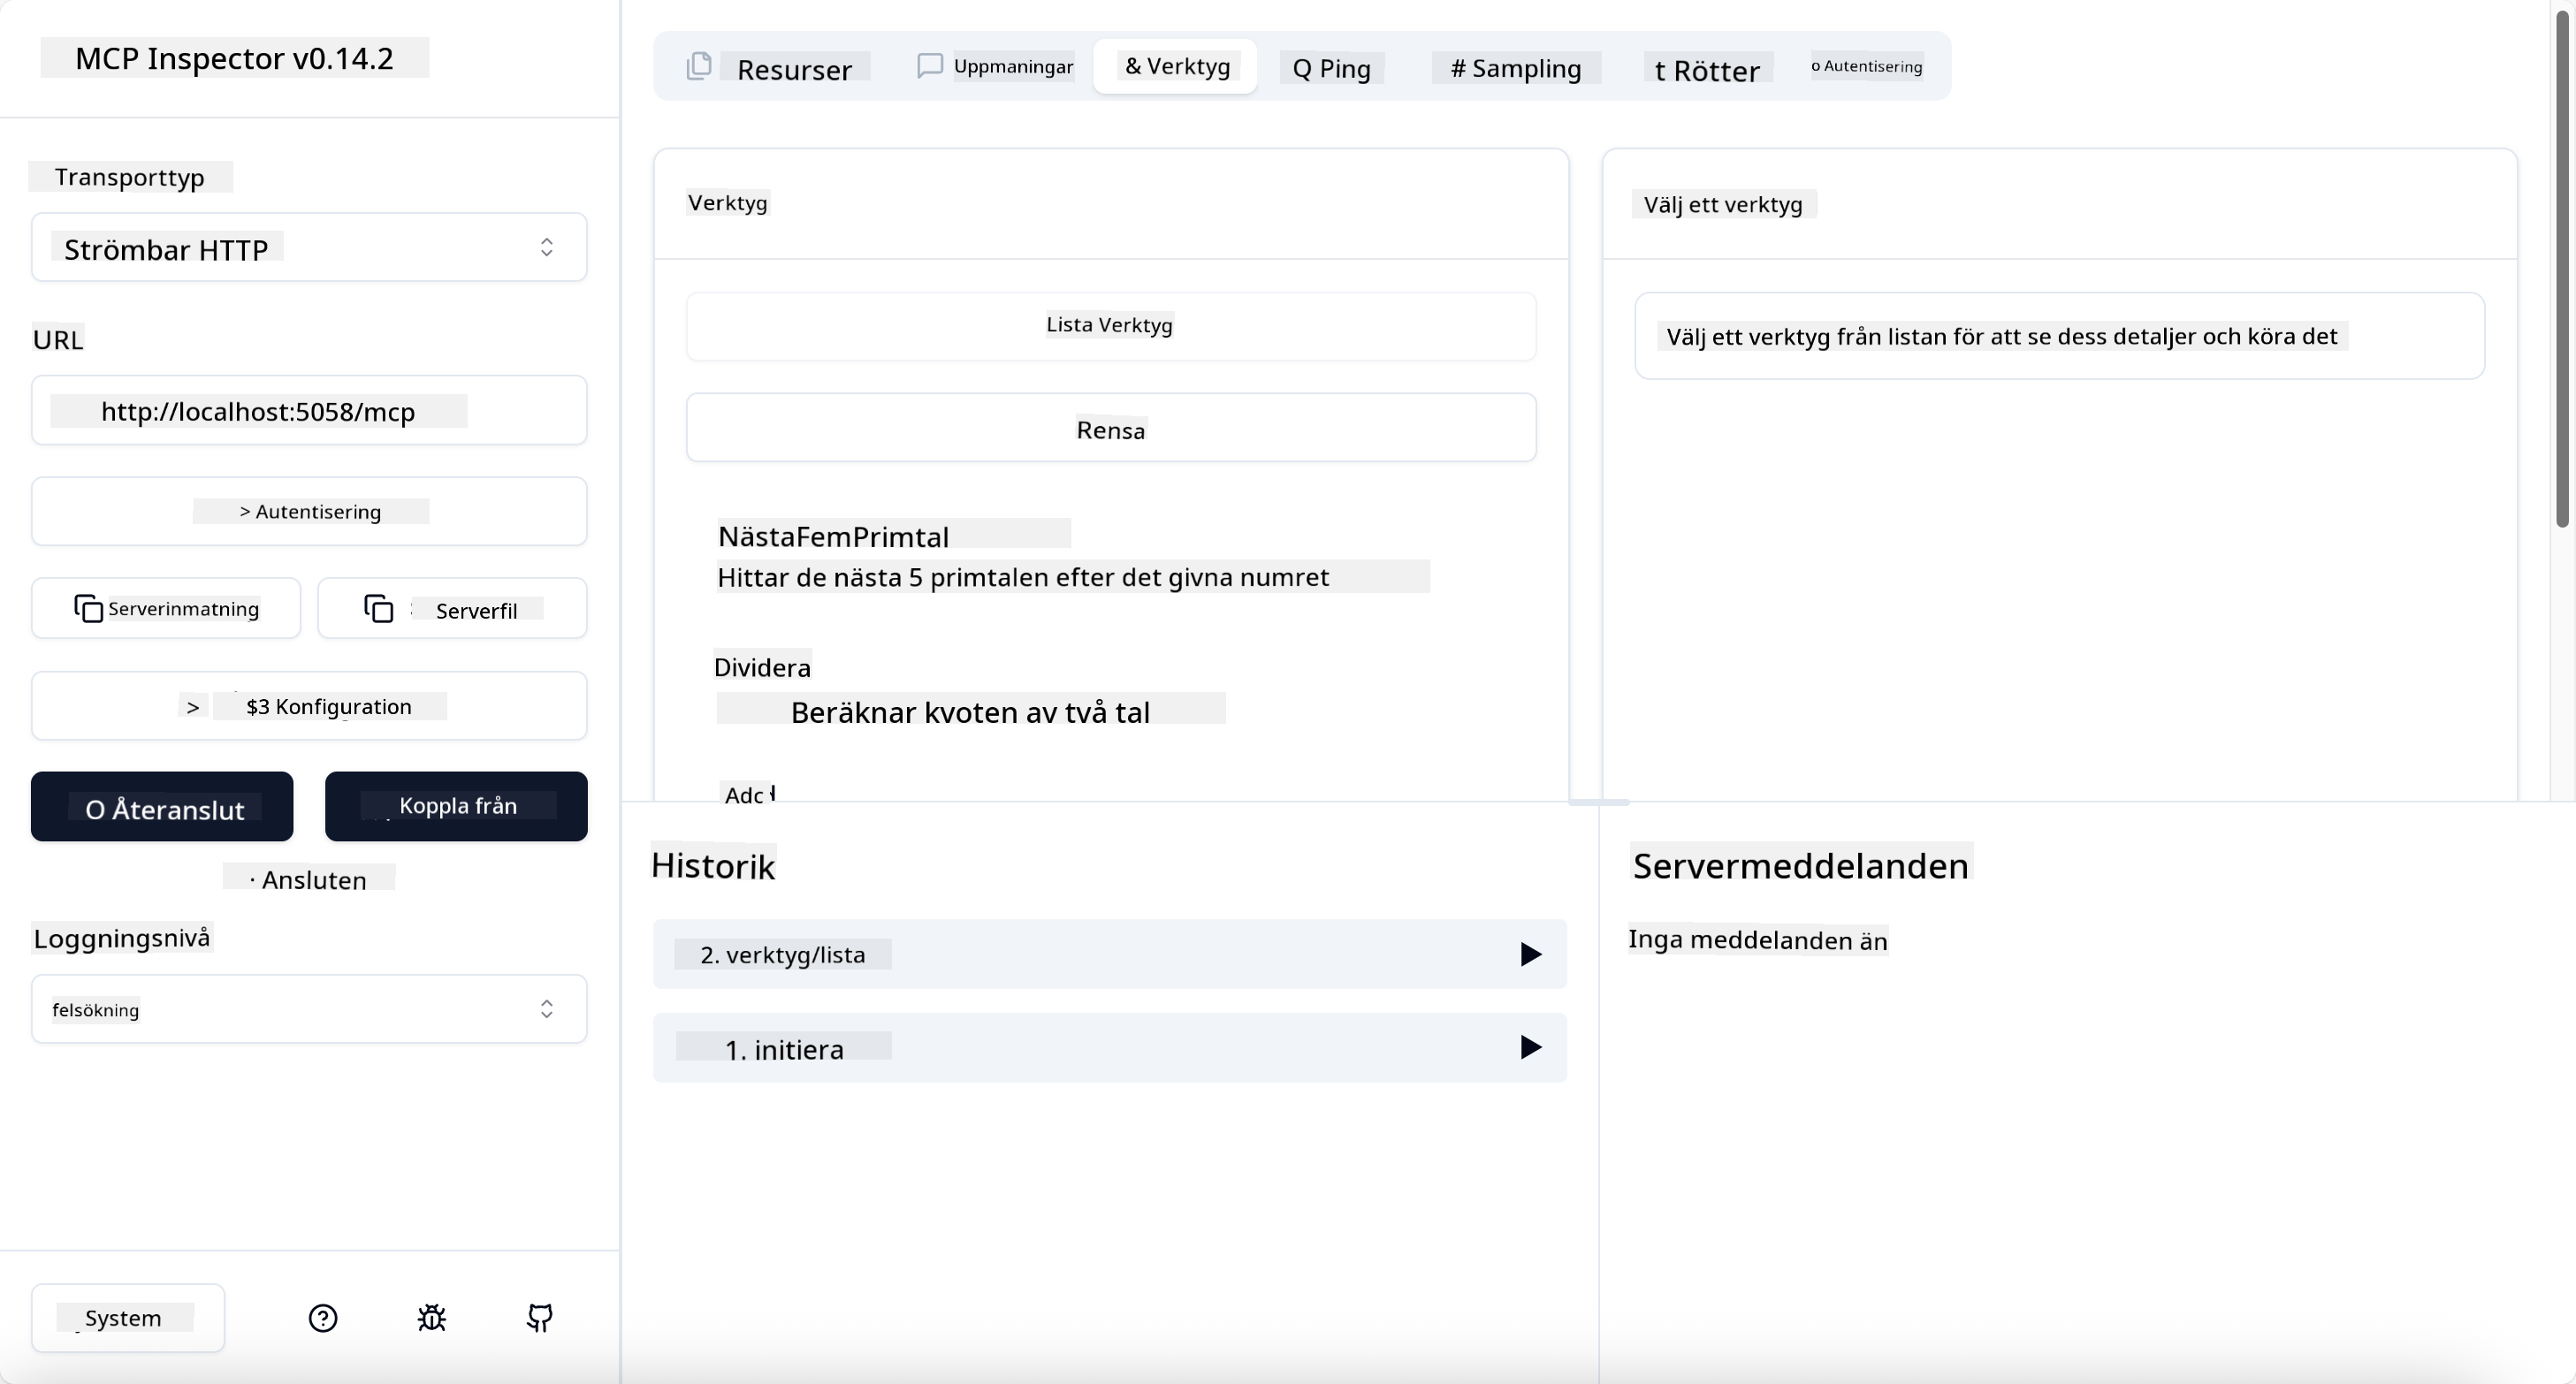 MCP Inspector v0.14.2
Transporttyp
Strömbar HTTP
URL
http://localhost:5058/mcp
> Autentisering
Serverinmatning
Serverfil
> $3 Konfiguration
O Återanslut
Koppla från
· Ansluten
Loggningsnivå
felsökning
System
Resurser
Uppmaningar
& Verktyg
Q Ping
# Sampling
t Rötter
o Autentisering
Verktyg
Lista Verktyg
Rensa
NästaFemPrimtal
Hittar de nästa 5 primtalen efter det givna numret
Dividera
Beräknar kvoten av två tal
Adc
Välj ett verktyg
Välj ett verktyg från listan för att se dess detaljer och köra det
Historik
2. verktyg/lista
1. initiera
Servermeddelanden
Inga meddelanden än